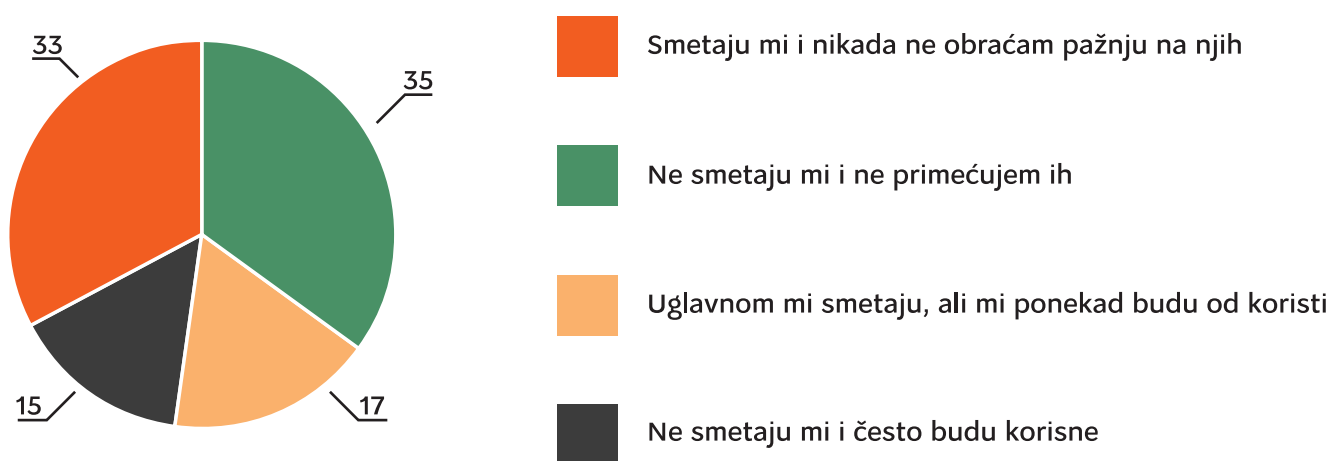 33
35
15
17
Smetaju mi i nikada ne obraćam pažnju na njih
Ne smetaju mi i ne primećujem ih
Uglavnom mi smetaju, ali mi ponekad budu od koristi
Ne smetaju mi i često budu korisne